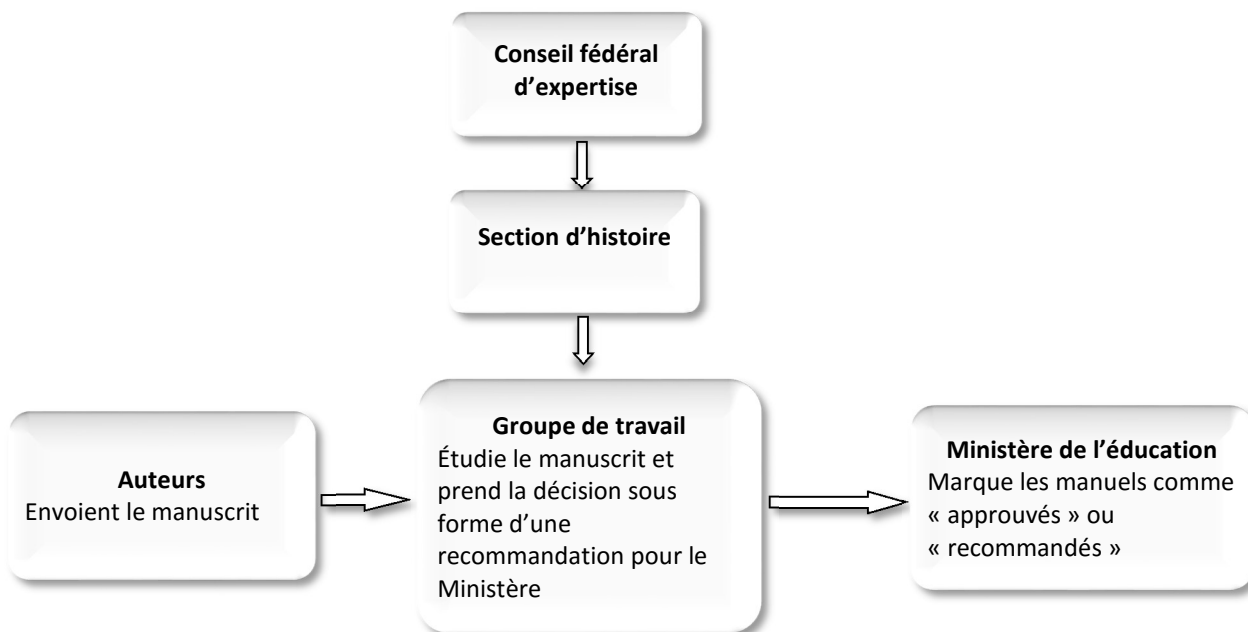 Conseil fédéral
d’expertise
Section d’histoire
Auteurs
Envoient le manuscrit
Groupe de travail
Étudie le manuscrit et
prend la décision sous
forme d’une
recommandation pour le
Ministère
Ministère de l’éducation
Marque les manuels comme
« approuvés » ou
« recommandés »